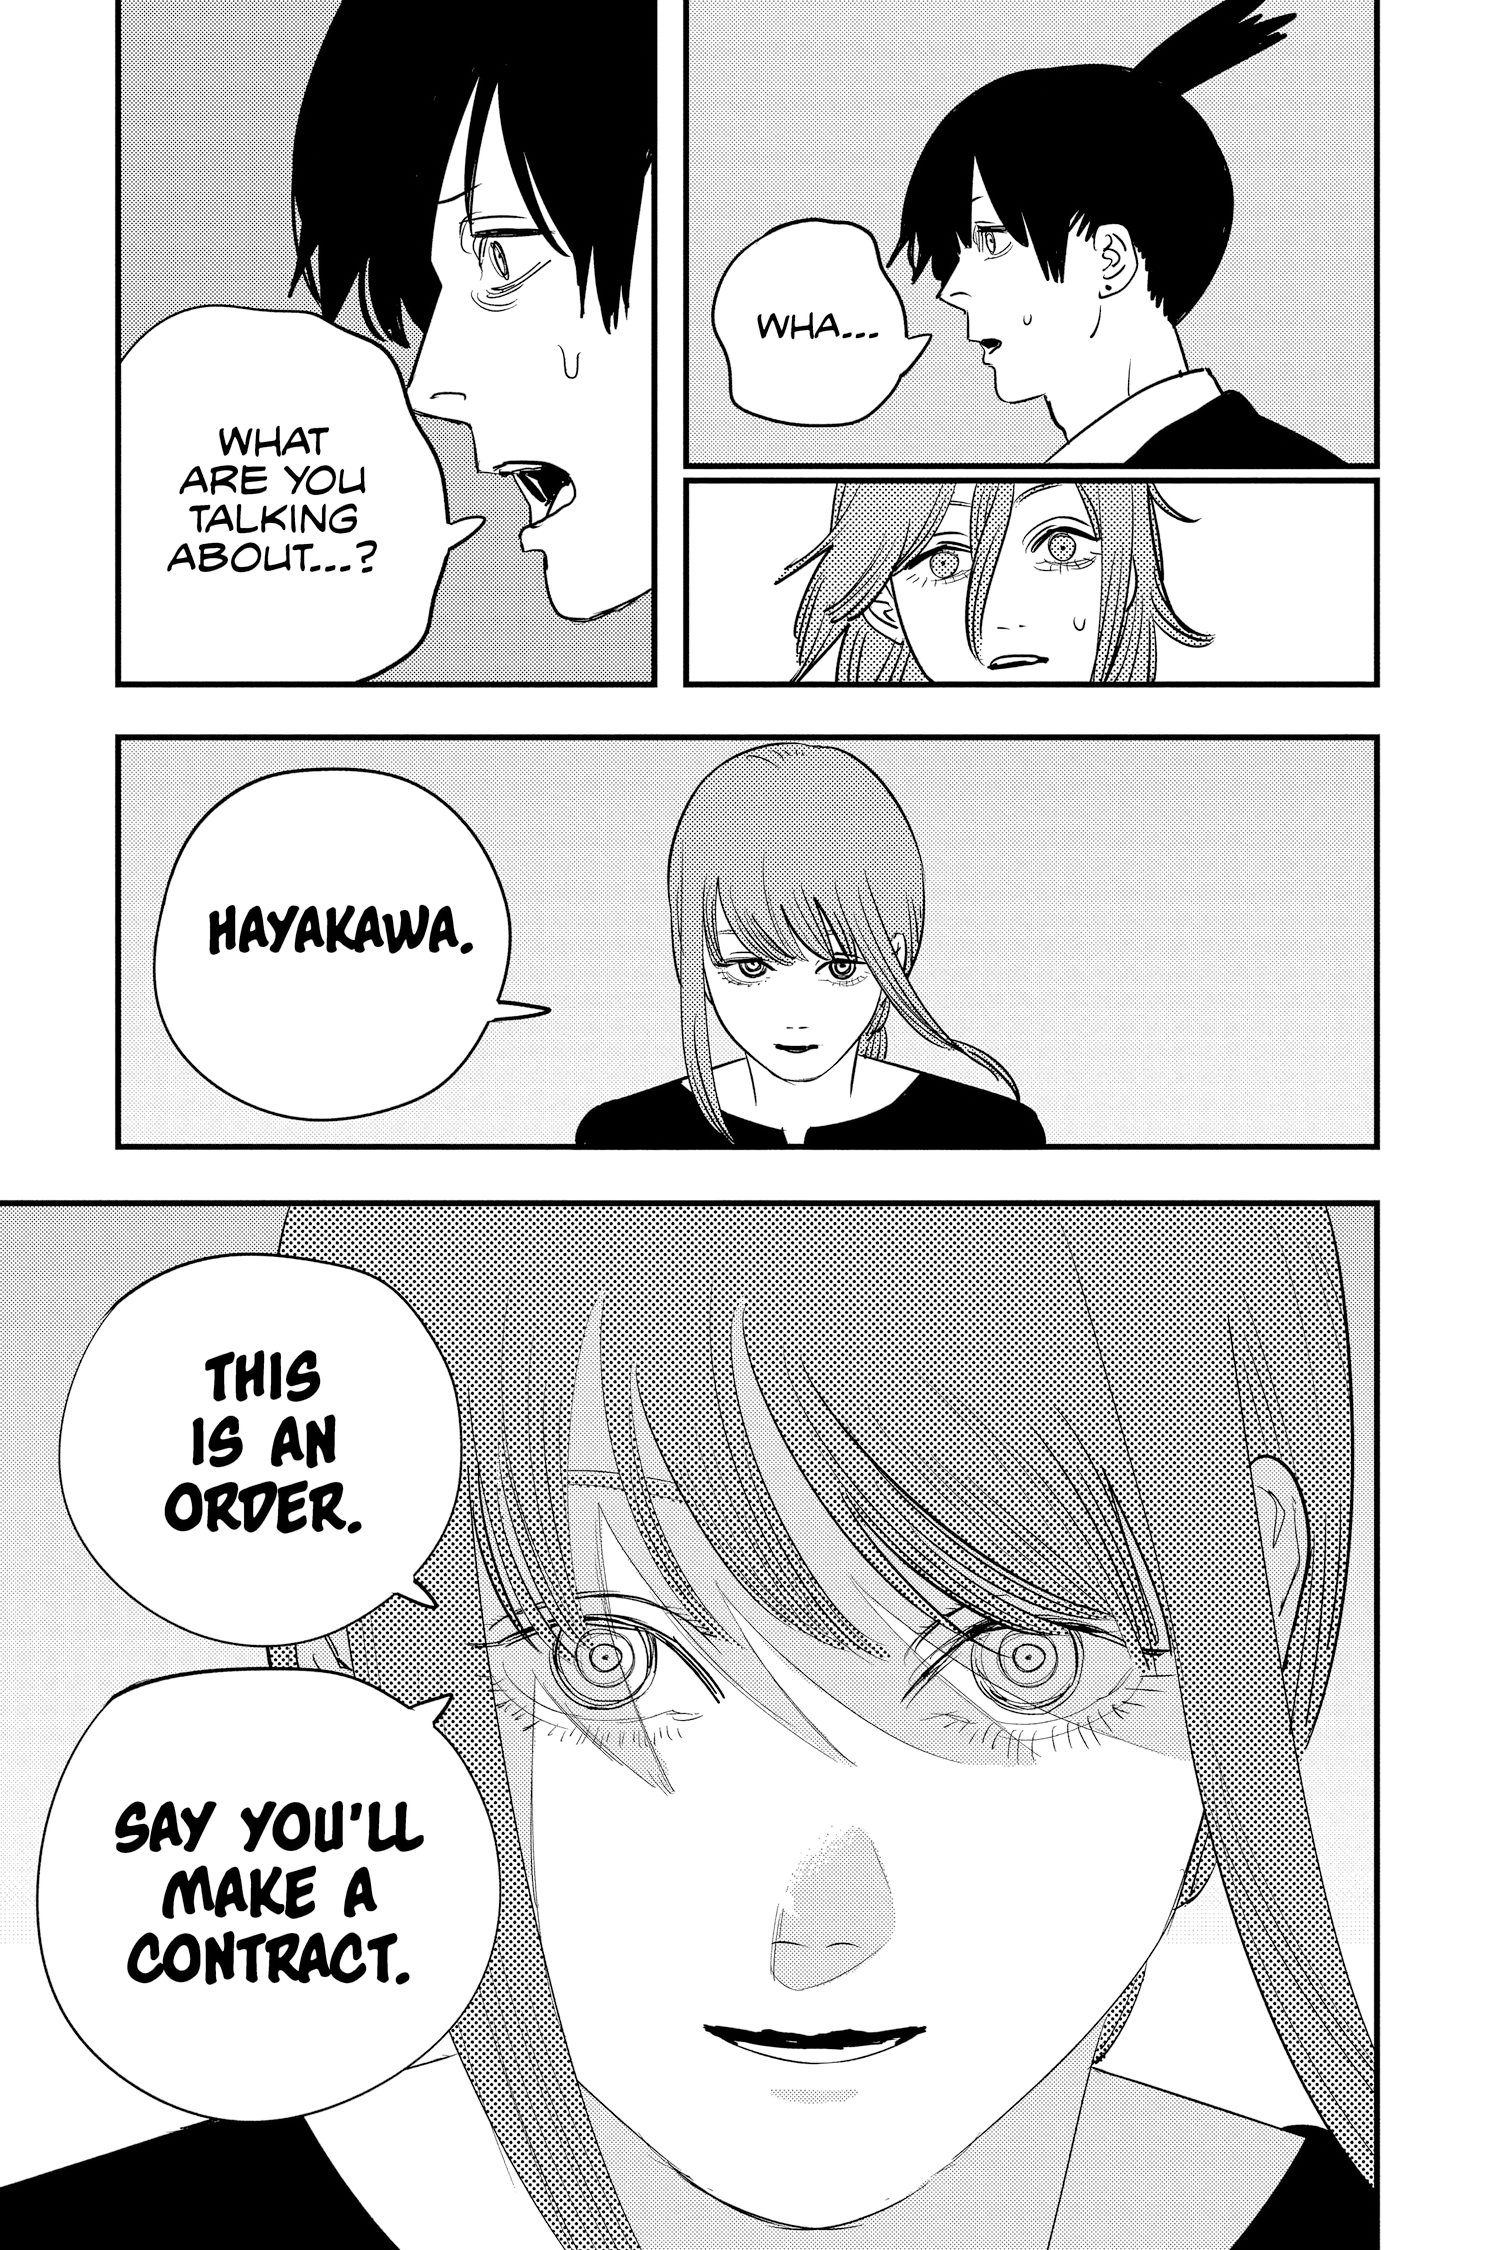 WHA...
WHAT
ARE YOU
TALKING
ABOUT...?
HAYAKAWA.
THIS
IS AN
ORDER.
SAY YOU'LL
MAKE A
CONTRACT.